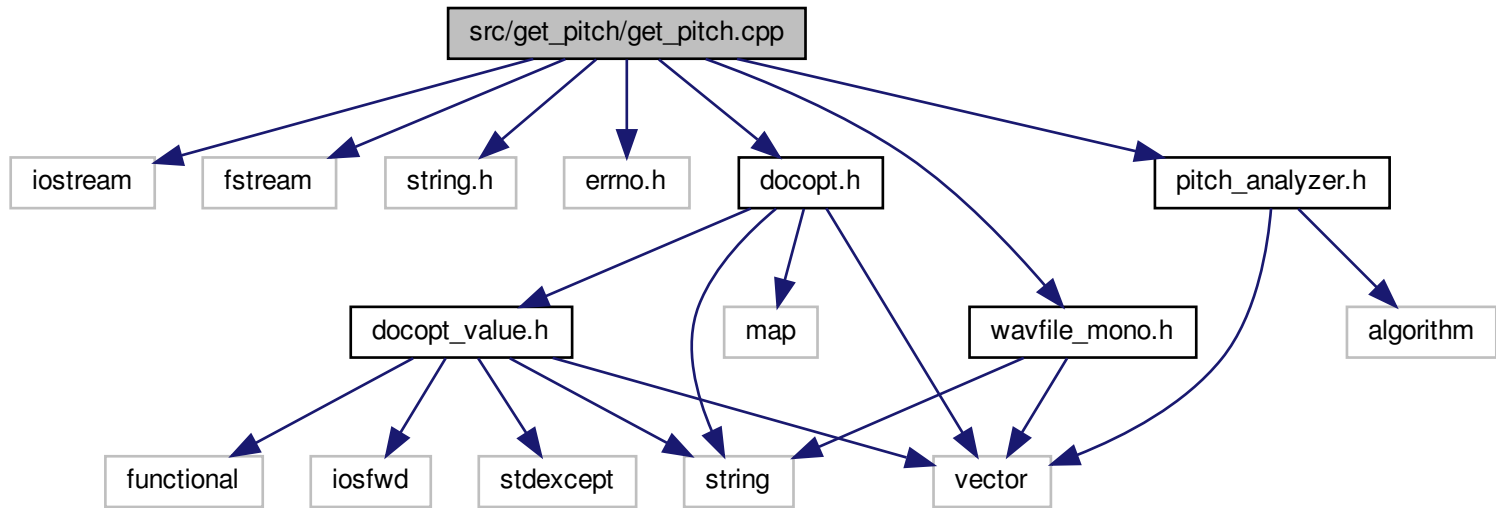 src/get_pitch/get_pitch.cpp
iostream
fstream
string.h
errno.h
docopt.h
pitch_analyzer.h
docopt_value.h
map
wavfile_mono.h
algorithm
functional
iosfwd
stdexcept
string
vector